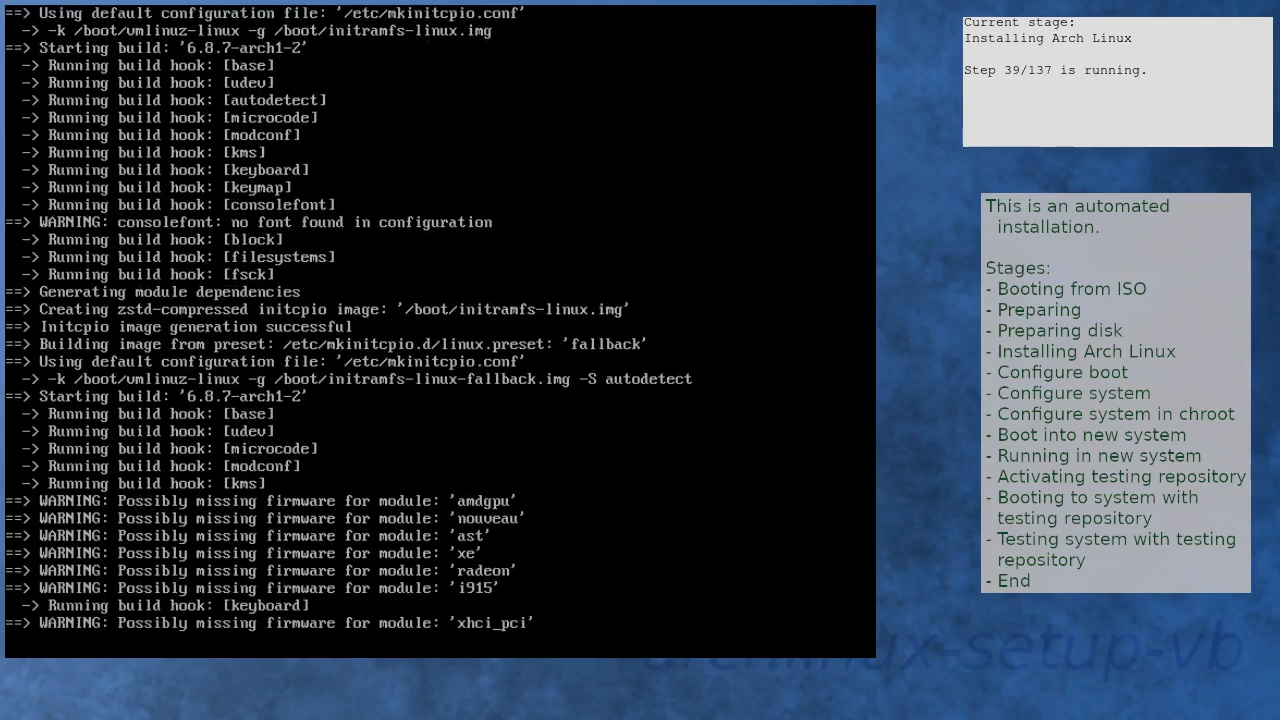 ==> Using default configuration file: '/etc/mkinitcpio.conf'
  -> -k /boot/vmlinuz-linux -g /boot/initramfs-linux.img
==> Starting build: '6.8.7-arch1-2'
  -> Running build hook: [base]
  -> Running build hook: [udev]
  -> Running build hook: [autodetect]
  -> Running build hook: [microcode]
  -> Running build hook: [modconf]
  -> Running build hook: [kms]
  -> Running build hook: [keyboard]
  -> Running build hook: [keymap]
  -> Running build hook: [consolefont]
==> WARNING: consolefont: no font found in configuration
  -> Running build hook: [block]
  -> Running build hook: [filesystems]
  -> Running build hook: [fsck]
==> Generating module dependencies
==> Creating zstd-compressed initcpio image: '/boot/initramfs-linux.img'
==> Initcpio image generation successful
==> Building image from preset: /etc/mkinitcpio.d/linux.preset: 'fallback'
==> Using default configuration file: '/etc/mkinitcpio.conf'
  -> -k /boot/vmlinuz-linux -g /boot/initramfs-linux-fallback.img -S autodetect
==> Starting build: '6.8.7-arch1-2'
  -> Running build hook: [base]
  -> Running build hook: [udev]
  -> Running build hook: [microcode]
  -> Running build hook: [modconf]
  -> Running build hook: [kms]
==> WARNING: Possibly missing firmware for module: 'amdgpu'
==> WARNING: Possibly missing firmware for module: 'nouveau'
==> WARNING: Possibly missing firmware for module: 'ast'
==> WARNING: Possibly missing firmware for module: 'xe'
==> WARNING: Possibly missing firmware for module: 'radeon'
==> WARNING: Possibly missing firmware for module: 'i915'
  -> Running build hook: [keyboard]
==> WARNING: Possibly missing firmware for module: 'xhci_pci'
Current stage:
Installing Arch Linux
Step 39/137 is running.
This is an automated
installation.
Stages:
- Booting from ISO
- Preparing
- Preparing disk
- Installing Arch Linux
- Configure boot
- Configure system
- Configure system in chroot
- Boot into new system
- Running in new system
- Activating testing repository
- Booting to system with
testing repository
- Testing system with testing
repository
- End
archlinux-setup-vb